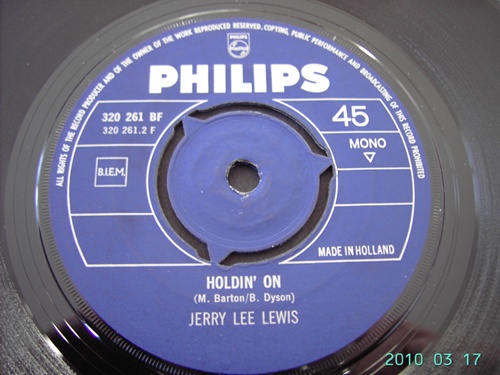 ALL RIGHTS OF THE RECORD PRODUCER AND OF THE OWNER OF THE WORK REPRODUCED RESERVED. COPYING, PUBLIC PERFORMANCE AND BROADCASTING OF THIS RECORD PROHIBITED
PHILIPS
PHILIPS
320 261 BF
320 261.2 F
45
MONO
B.I.E.M.
MADE IN HOLLAND
HOLDIN' ON
(M. Barton/B. Dyson)
JERRY LEE LEWIS
2010 03 17